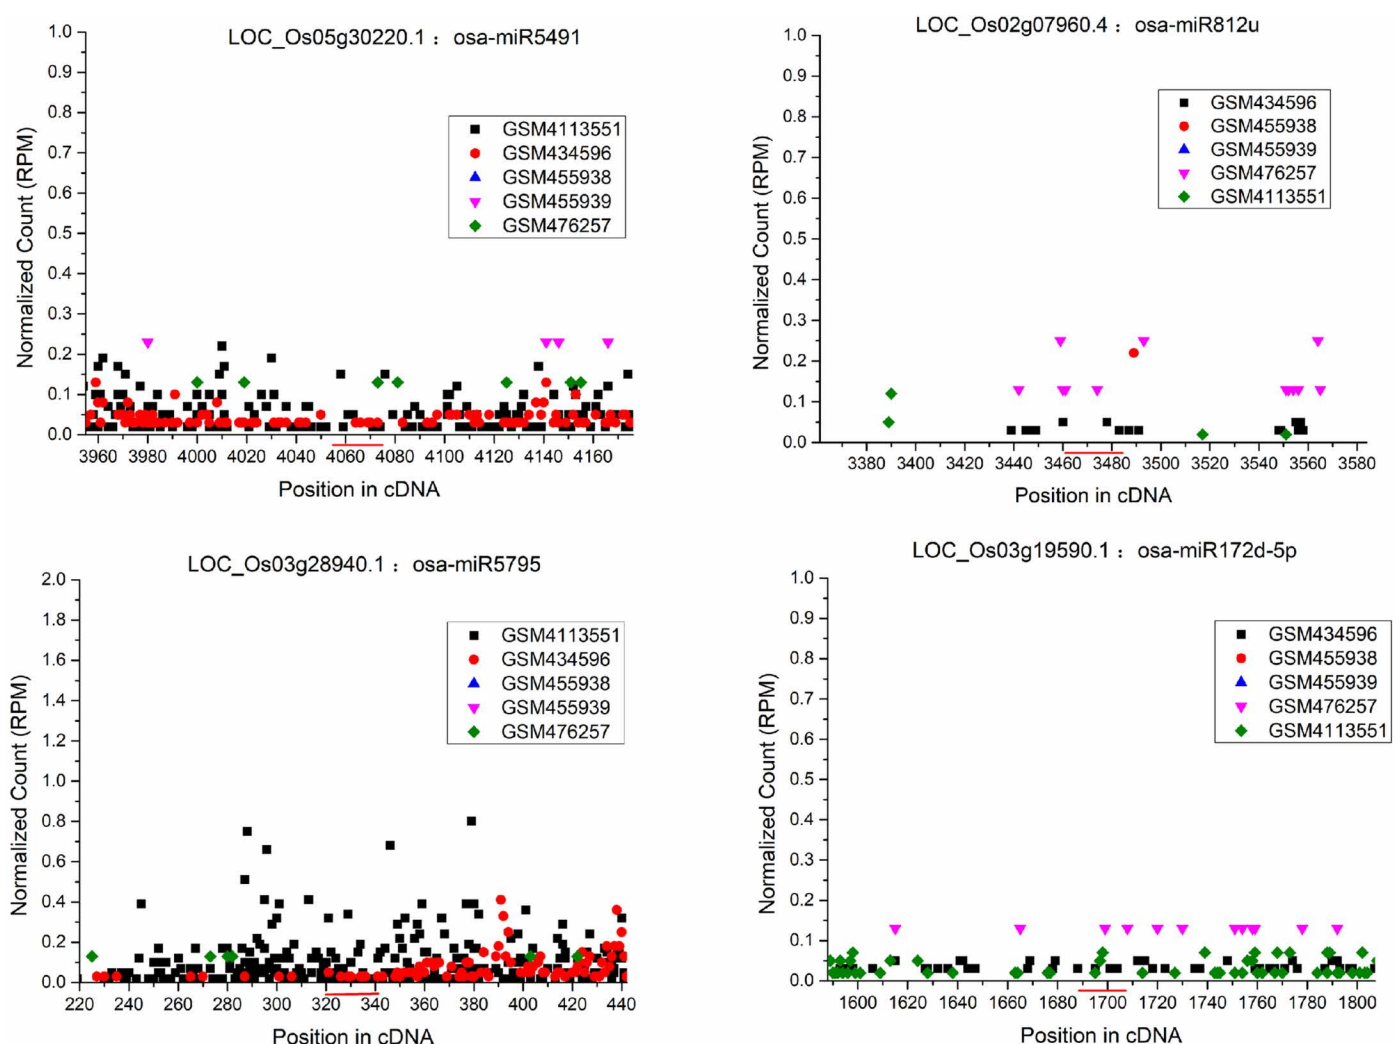 LOC_Os05g30220.1 : osa-miR5491
Normalized Count (RPM)
1.0
0.9
0.8
0.7
0.6
0.5
0.4
0.3
0.2
0.1
0.0
GSM4113551
GSM434596
GSM455938
GSM455939
GSM476257
3960 3980 4000 4020 4040 4060 4080 4100 4120 4140 4160
Position in cDNA
LOC_Os02g07960.4 : osa-miR812u
Normalized Count (RPM)
1.0
0.9
0.8
0.7
0.6
0.5
0.4
0.3
0.2
0.1
0.0
GSM434596
GSM455938
GSM455939
GSM476257
GSM4113551
3380 3400 3420 3440 3460 3480 3500 3520 3540 3560 3580
Position in cDNA
LOC_Os03g28940.1 : osa-miR5795
Normalized Count (RPM)
2.0
1.8
1.6
1.4
1.2
1.0
0.8
0.6
0.4
0.2
0.0
GSM4113551
GSM434596
GSM455938
GSM455939
GSM476257
220 240 260 280 300 320 340 360 380 400 420 440
Position in cDNA
LOC_Os03g19590.1 : osa-miR172d-5p
Normalized Count (RPM)
1.0
0.9
0.8
0.7
0.6
0.5
0.4
0.3
0.2
0.1
0.0
GSM434596
GSM455938
GSM455939
GSM476257
GSM4113551
1600 1620 1640 1660 1680 1700 1720 1740 1760 1780 1800
Position in cDNA